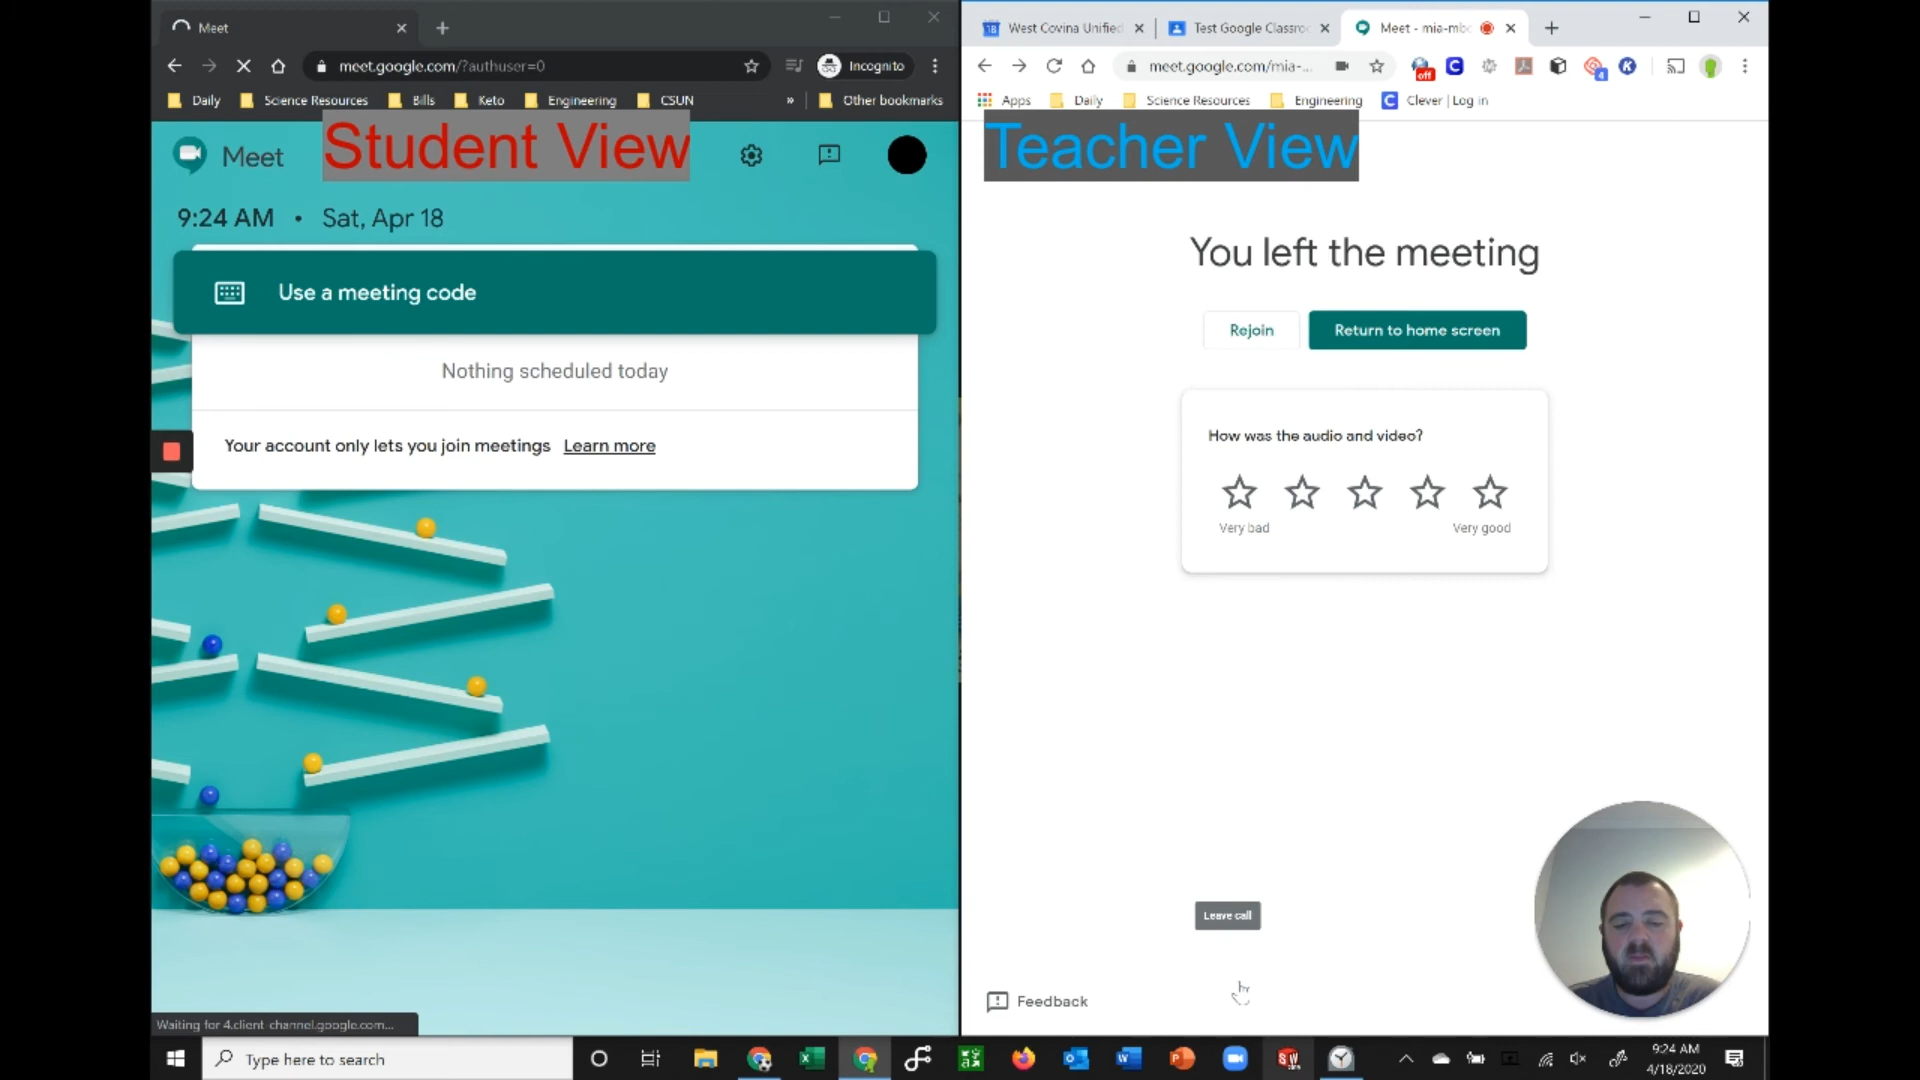 Meet
meet.google.com/?authuser=0
Incognito
Daily
Science Resources
Bills
Keto
Engineering
CSUN
»
Other bookmarks
Meet
Student View
9:24 AM • Sat, Apr 18
Use a meeting code
Nothing scheduled today
Your account only lets you join meetings Learn more
Waiting for 4.client-channel.google.com...
West Covina Unified
Test Google Classro
Meet - mia-mb
meet.google.com/mia-...
off
4
Apps
Daily
Science Resources
Engineering
Clever | Log in
Teacher View
You left the meeting
Rejoin
Return to home screen
How was the audio and video?
Very bad
Very good
Leave call
Feedback
Type here to search
9:24 AM
4/18/2020